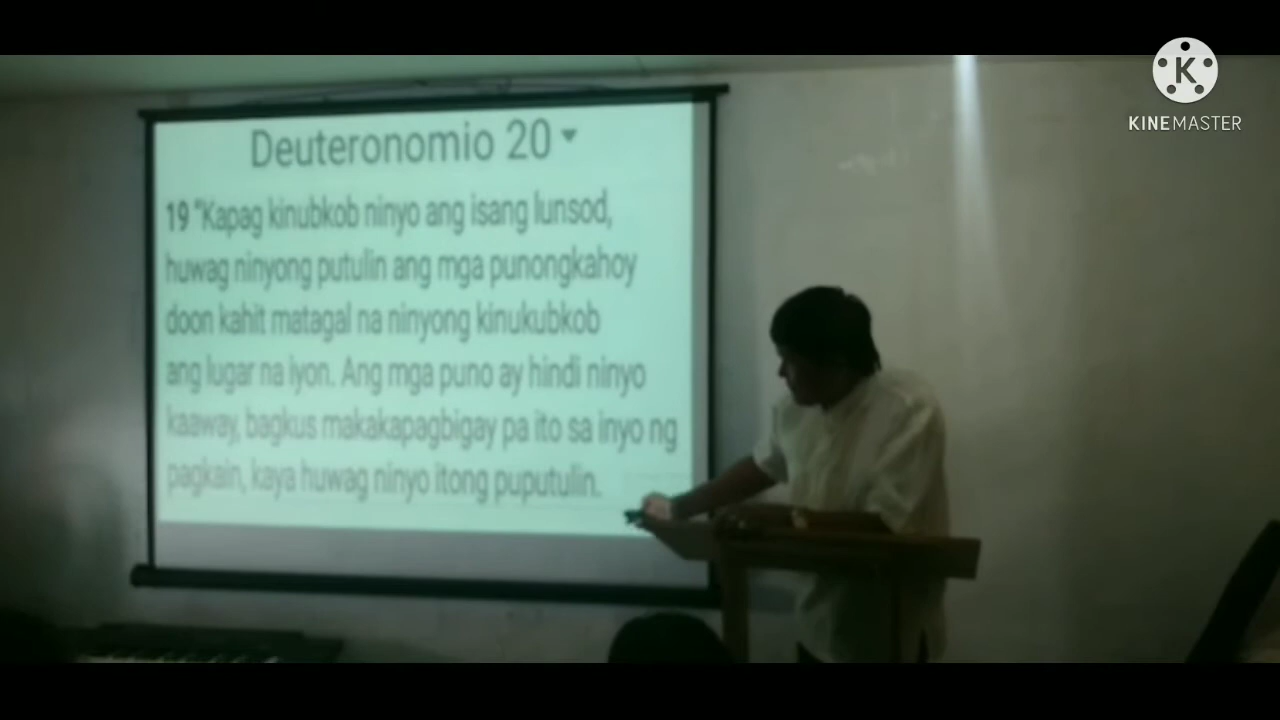 Deuteronomio 20
19 "Kapag kinubkob ninyo ang isang lunsod,
huwag ninyong putulin ang mga punongkahoy
doon kahit matagal na ninyong kinukubkob
ang lugar na iyon. Ang mga puno ay hindi ninyo
kaaway, bagkus makakapagbigay pa ito sa inyo ng
pagkain, kaya huwag ninyo itong puputulin.
K
KINEMASTER